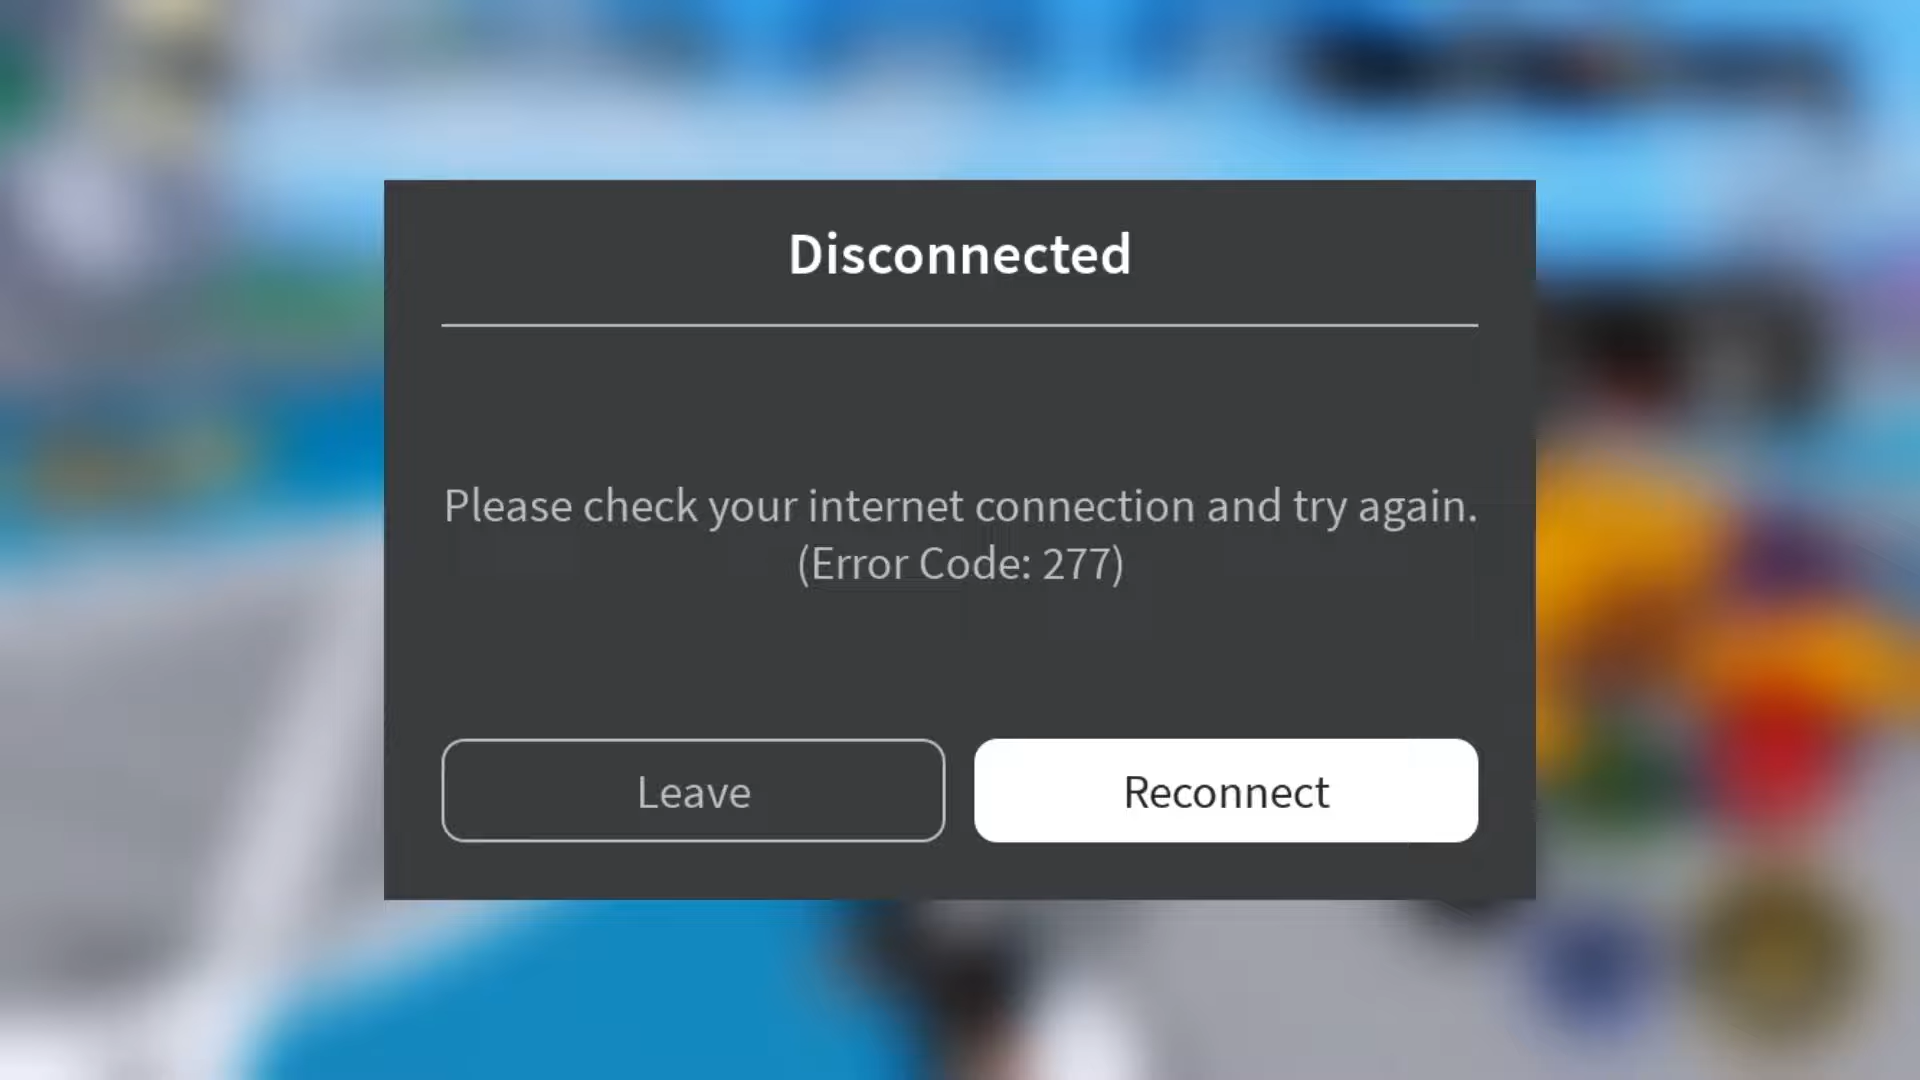 Disconnected
Please check your internet connection and try again.
(Error Code: 277)
Leave
Reconnect